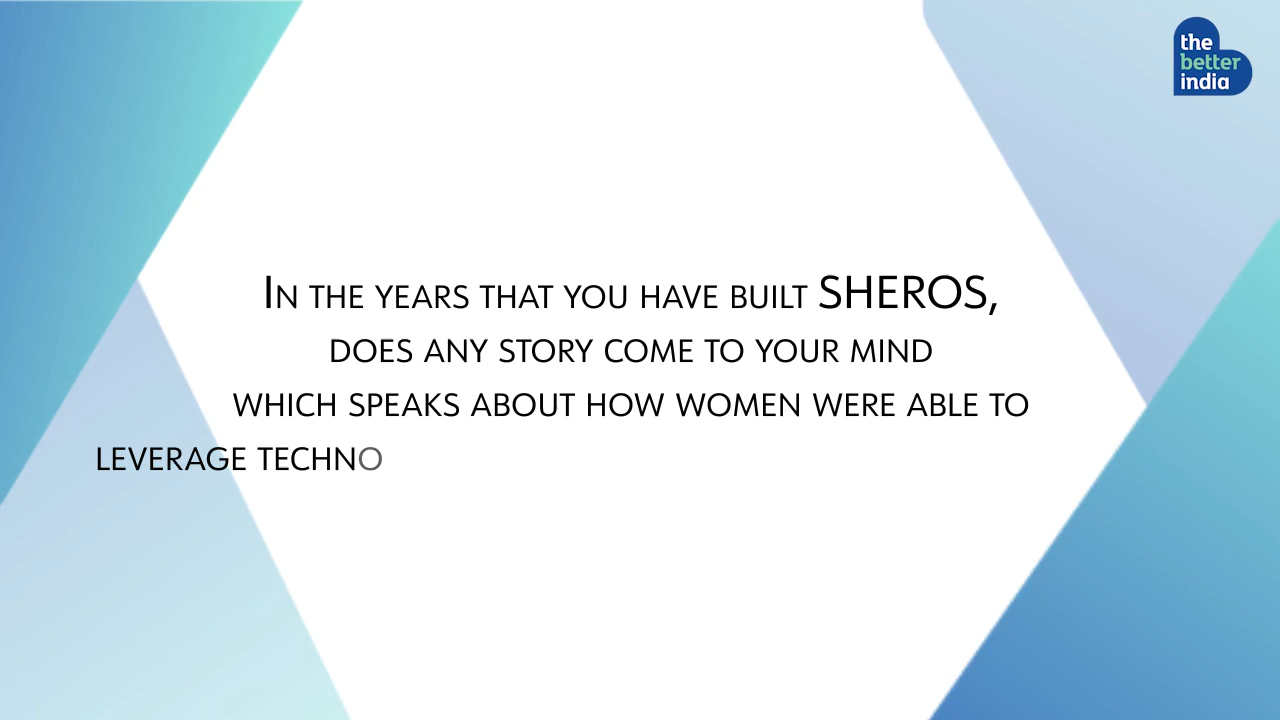 the
better
india
In the years that you have built SHEROS,
does any story come to your mind
which speaks about how women were able to
leverage techno